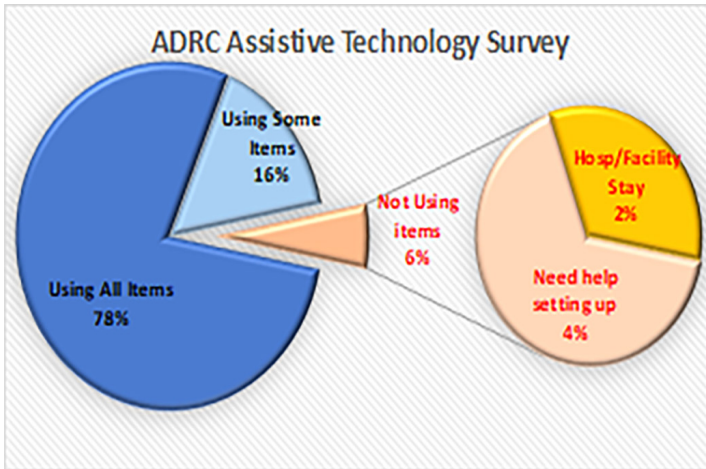 ADRC Assistive Technology Survey
Using Some
Items
16%
Not Using
items
6%
Using All Items
78%
Hosp/Facility
Stay
2%
Need help
setting up
4%